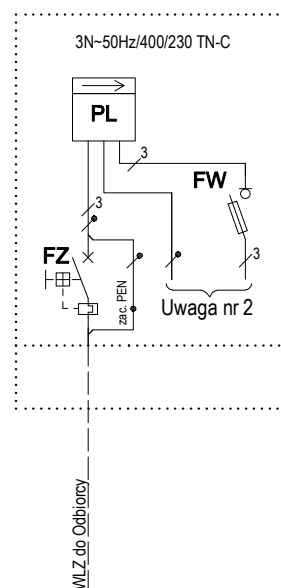 3N~50Hz/400/230 TN-C
PL
3
FW
3
FZ
3
zac. PEN
Uwaga nr 2
WLZ do Odbiorcy